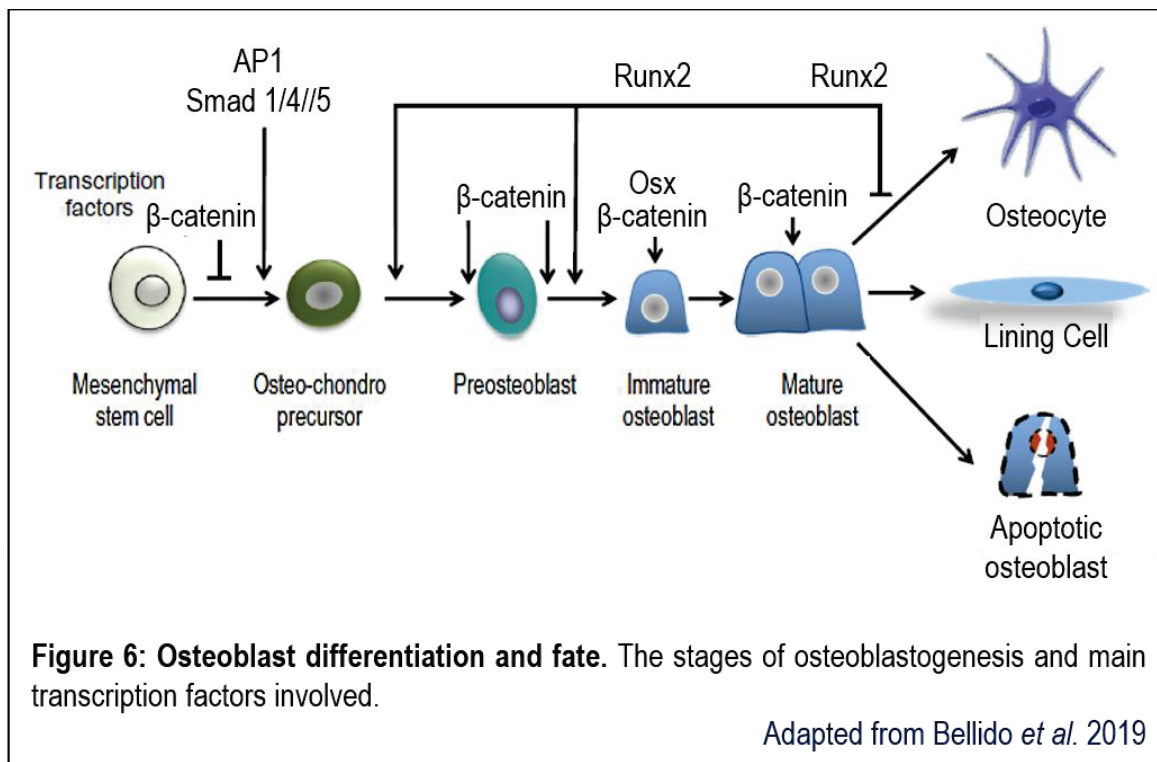 AP1
Smad 1/4//5
Runx2
Runx2
Transcription
factors
β-catenin
β-catenin
Osx
β-catenin
β-catenin
Osteocyte
Lining Cell
Mesenchymal
stem cell
Osteo-chondro
precursor
Preosteoblast
Immature
osteoblast
Mature
osteoblast
Apoptotic
osteoblast
Figure 6: Osteoblast differentiation and fate. The stages of osteoblastogenesis and main
transcription factors involved.
Adapted from Bellido et al. 2019